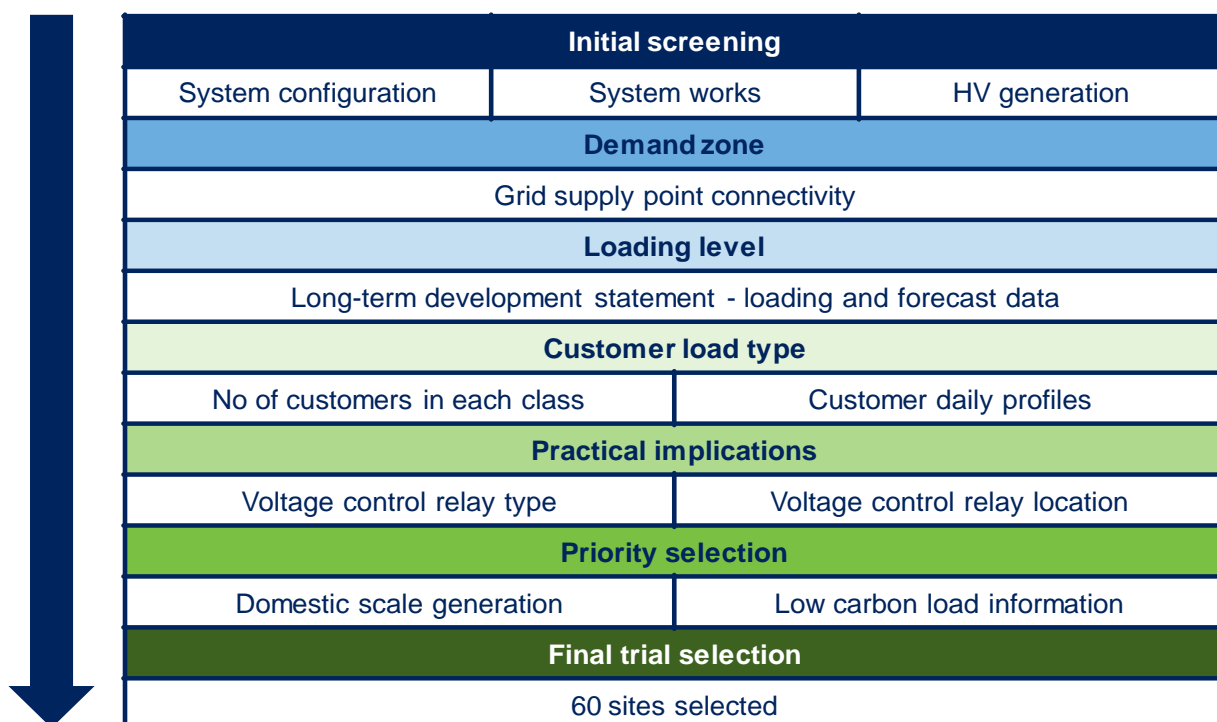 Initial screening
System configuration
System works
HV generation
Demand zone
Grid supply point connectivity
Loading level
Long-term development statement - loading and forecast data
Customer load type
No of customers in each class
Customer daily profiles
Practical implications
Voltage control relay type
Voltage control relay location
Priority selection
Domestic scale generation
Low carbon load information
Final trial selection
60 sites selected